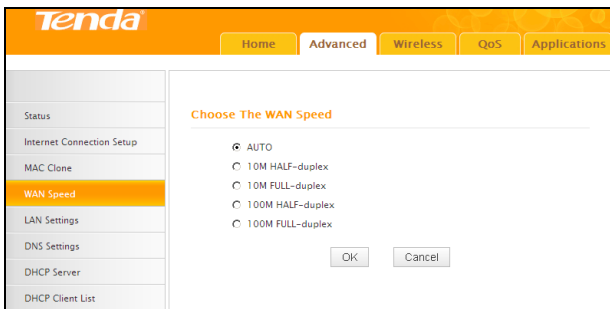 Tenda
Home Advanced Wireless QoS Applications
Status
Internet Connection Setup
MAC Clone
WAN Speed
LAN Settings
DNS Settings
DHCP Server
DHCP Client List
Choose The WAN Speed
AUTO
10M HALF-duplex
10M FULL-duplex
100M HALF-duplex
100M FULL-duplex
OK Cancel